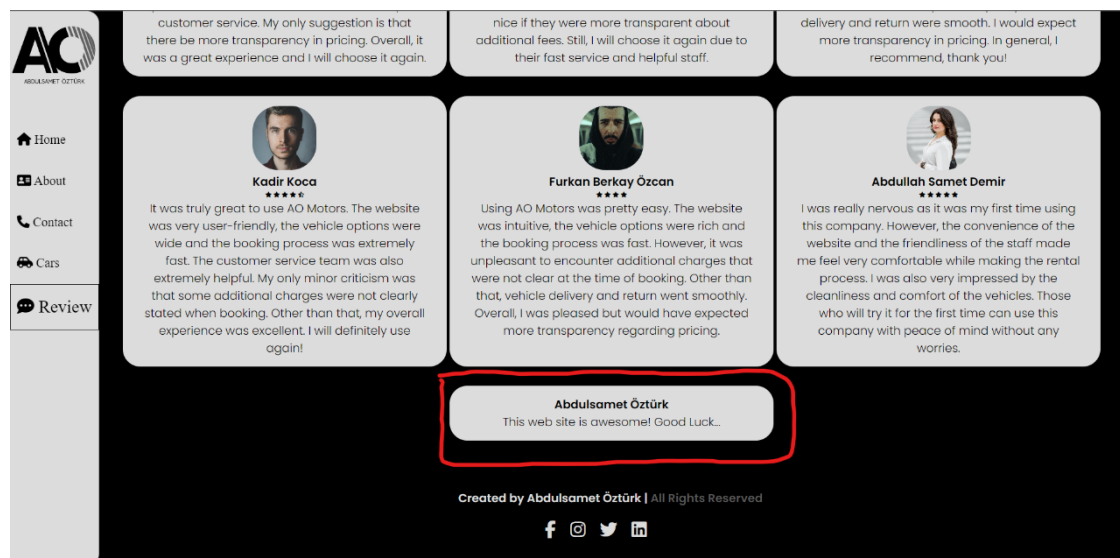 AO
ABDULSAMET ÖZTÜRK
Home
About
Contact
Cars
Review
customer service. My only suggestion is that
there be more transparency in pricing. Overall, it
was a great experience and I will choose it again.
nice if they were more transparent about
additional fees. Still, I will choose it again due to
their fast service and helpful staff.
delivery and return were smooth. I would expect
more transparency in pricing. In general, I
recommend, thank you!
Kadir Koca
It was truly great to use AO Motors. The website
was very user-friendly, the vehicle options were
wide and the booking process was extremely
fast. The customer service team was also
extremely helpful. My only minor criticism was
that some additional charges were not clearly
stated when booking. Other than that, my overall
experience was excellent. I will definitely use
again!
Furkan Berkay Özcan
Using AO Motors was pretty easy. The website
was intuitive, the vehicle options were rich and
the booking process was fast. However, it was
unpleasant to encounter additional charges that
were not clear at the time of booking. Other than
that, vehicle delivery and return went smoothly.
Overall, I was pleased but would have expected
more transparency regarding pricing.
Abdullah Samet Demir
I was really nervous as it was my first time using
this company. However, the convenience of the
website and the friendliness of the staff made
me feel very comfortable while making the rental
process. I was also very impressed by the
cleanliness and comfort of the vehicles. Those
who will try it for the first time can use this
company with peace of mind without any
worries.
Abdulsamet Öztürk
This web site is awesome! Good Luck...
Created by Abdulsamet Öztürk | All Rights Reserved